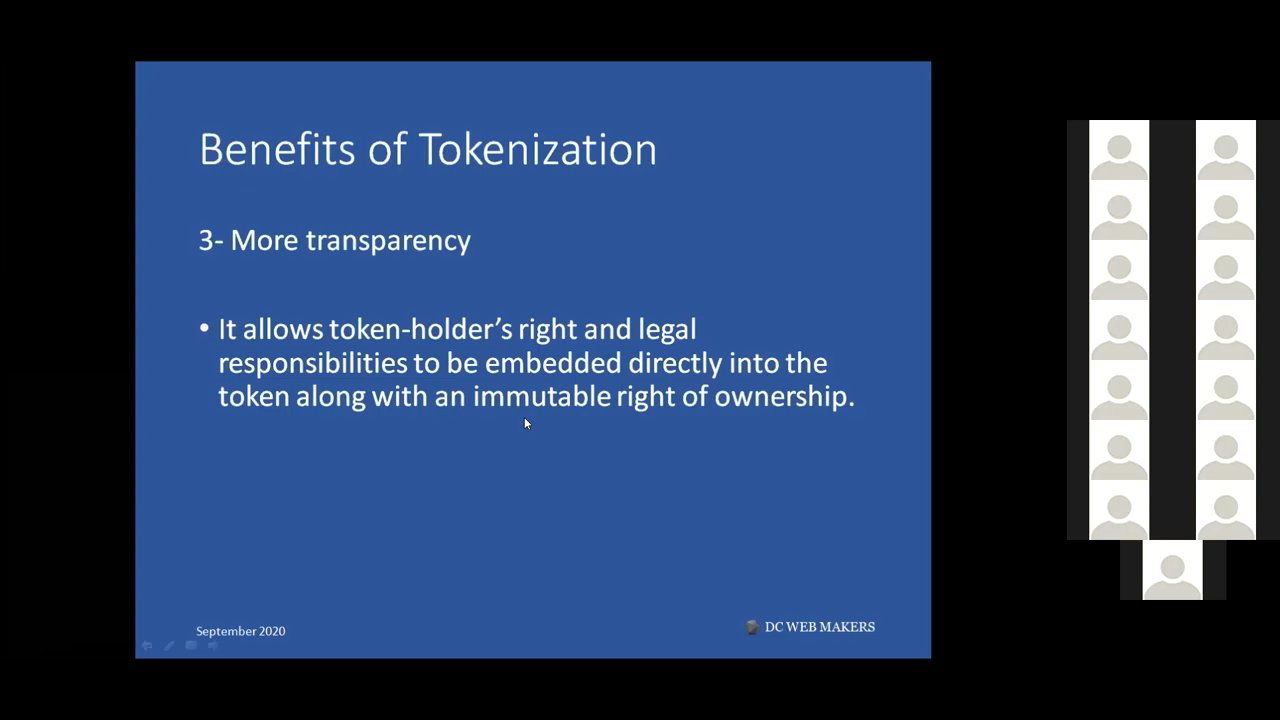 Benefits of Tokenization
3- More transparency
• It allows token-holder’s right and legal
responsibilities to be embedded directly into the
token along with an immutable right of ownership.
September 2020
DC WEB MAKERS